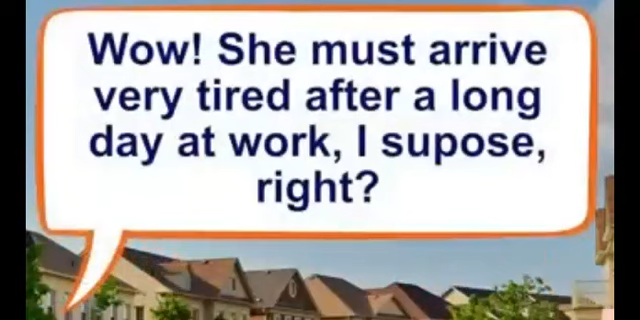 Wow! She must arrive
very tired after a long
day at work, I supose,
right?